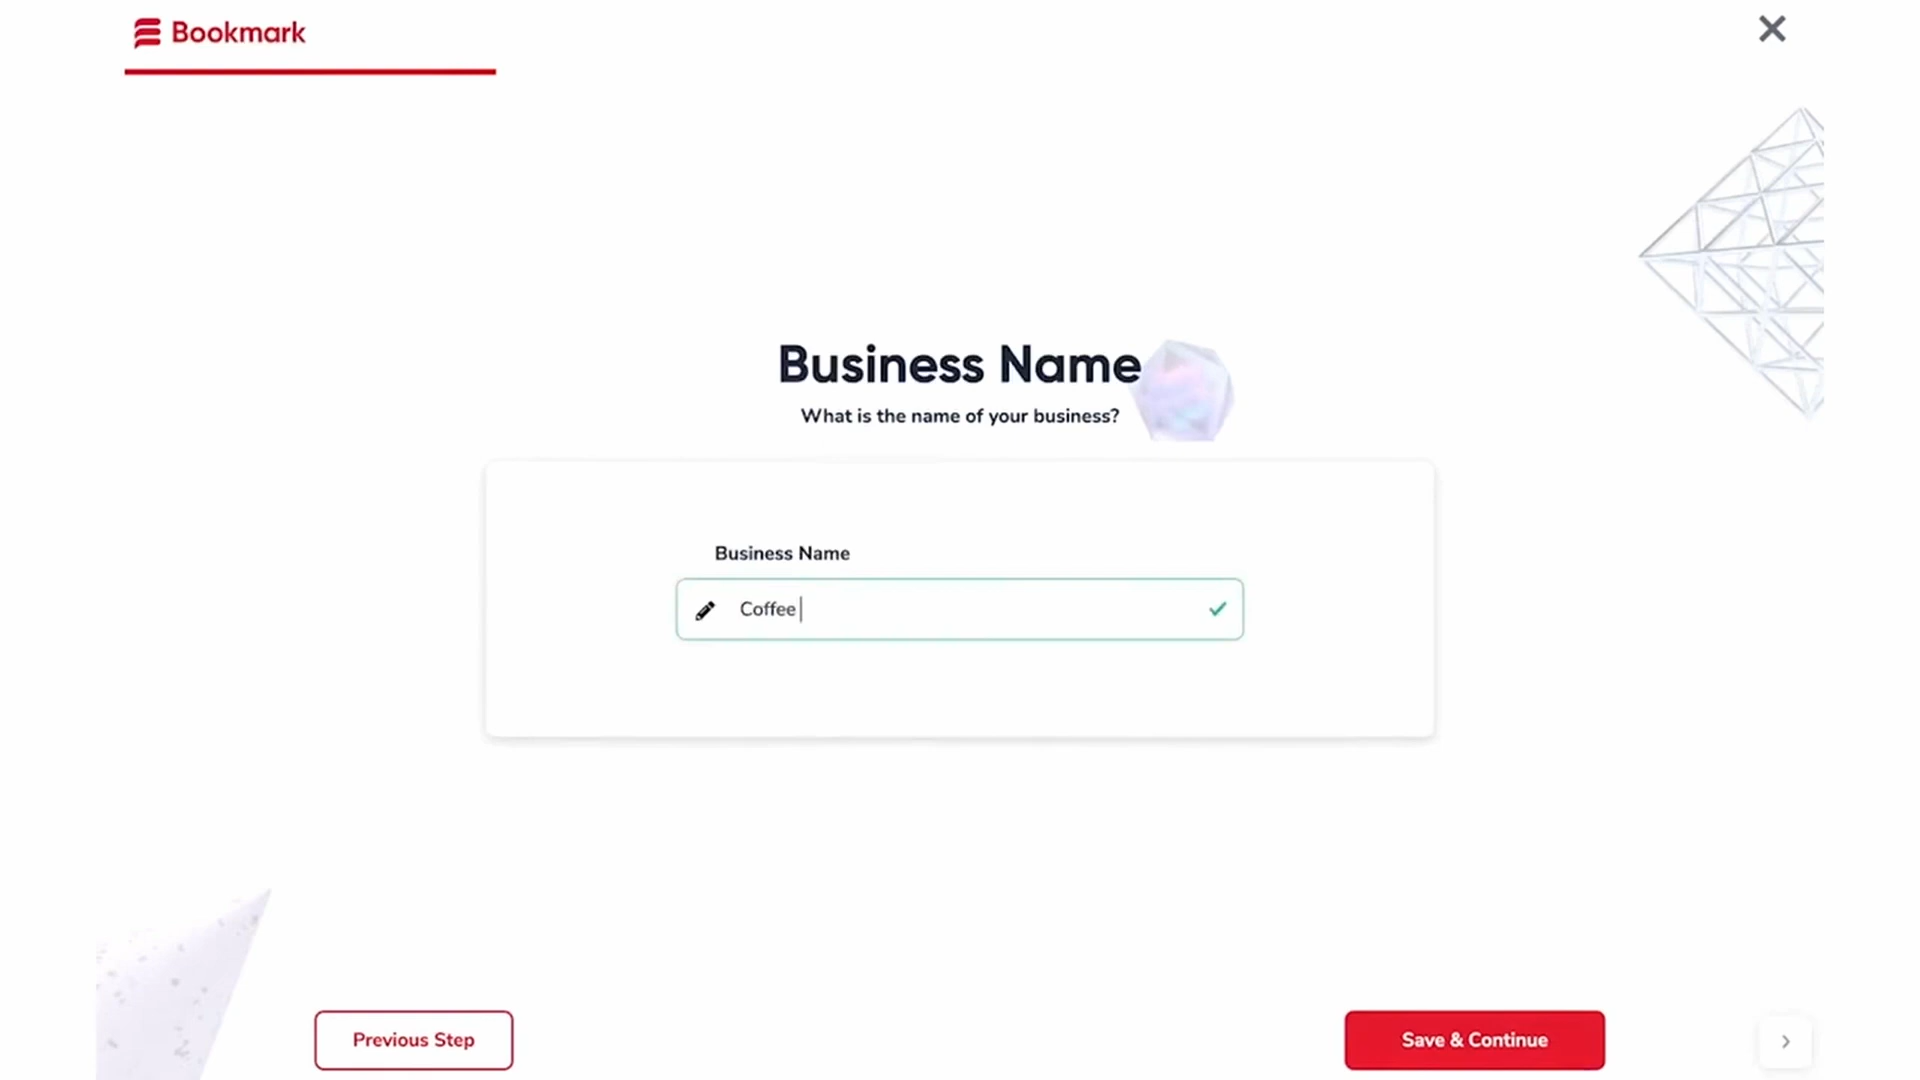 Bookmark
Business Name
What is the name of your business?
Business Name
Coffee
Previous Step
Save & Continue